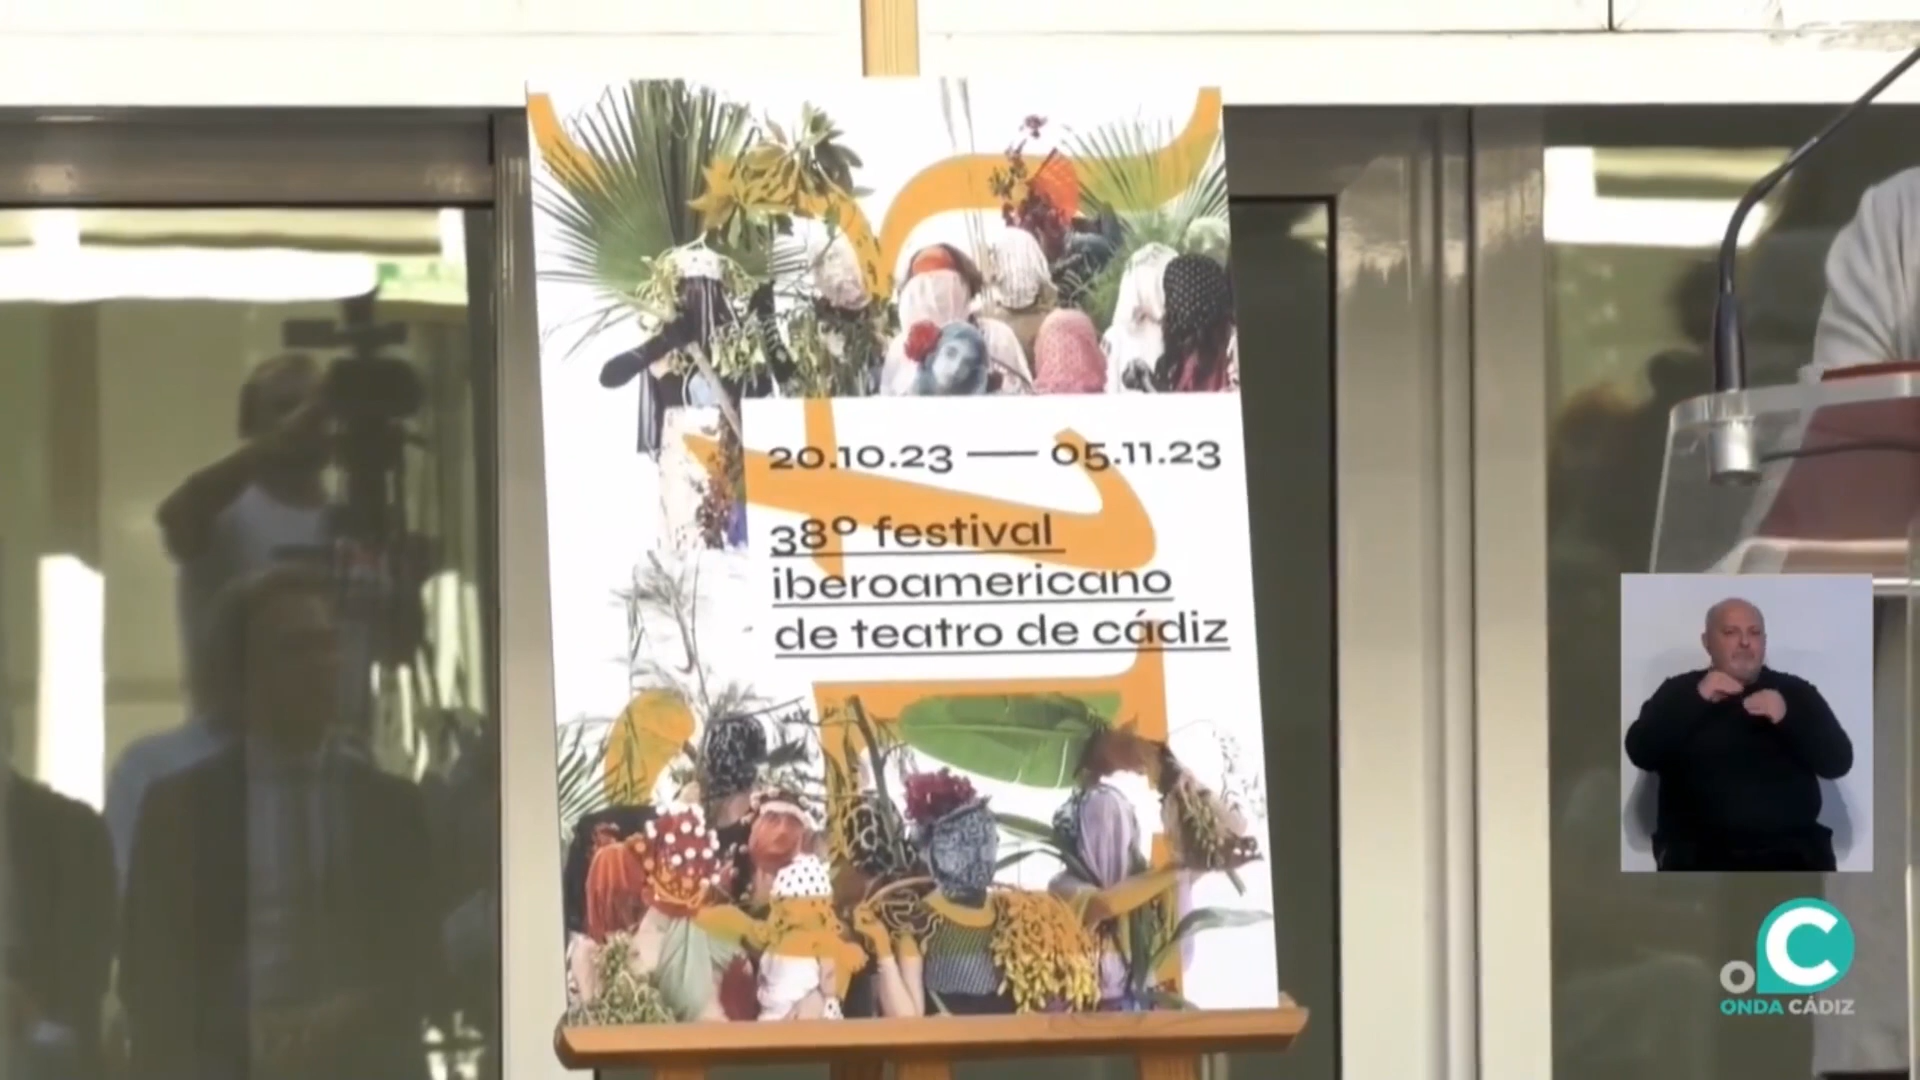 20.10.23 — 05.11.23
38º festival
iberoamericano
de teatro de cádiz
O C
ONDA CÁDIZ